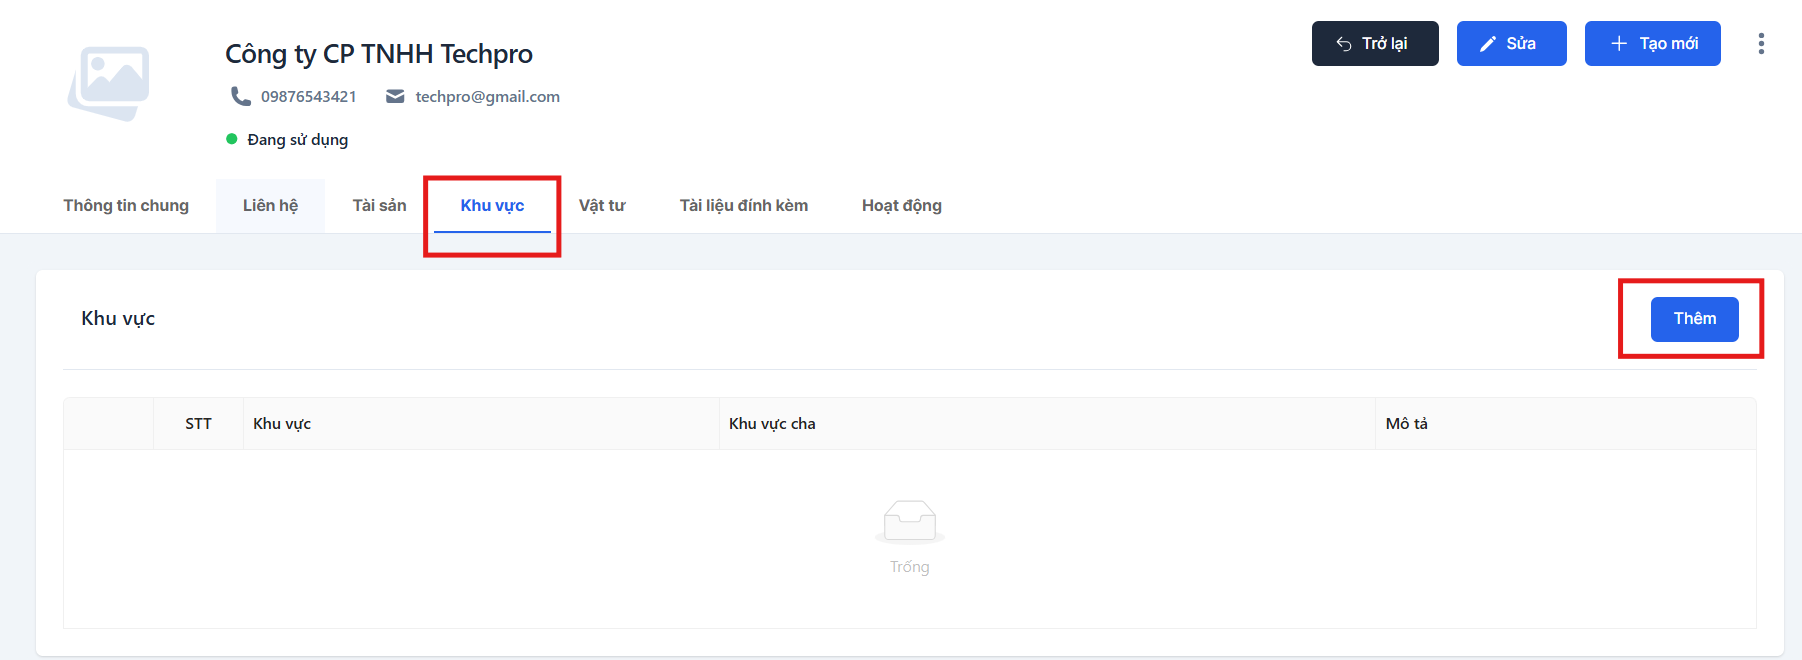 Công ty CP TNHH Techpro
Trở lại
Sửa
Tạo mới
09876543421 techpro@gmail.com
Đang sử dụng
Thông tin chung Liên hệ Tài sản Khu vực Vật tư Tài liệu đính kèm Hoạt động
Khu vực
Thêm
STT Khu vực Khu vực cha Mô tả
Trống